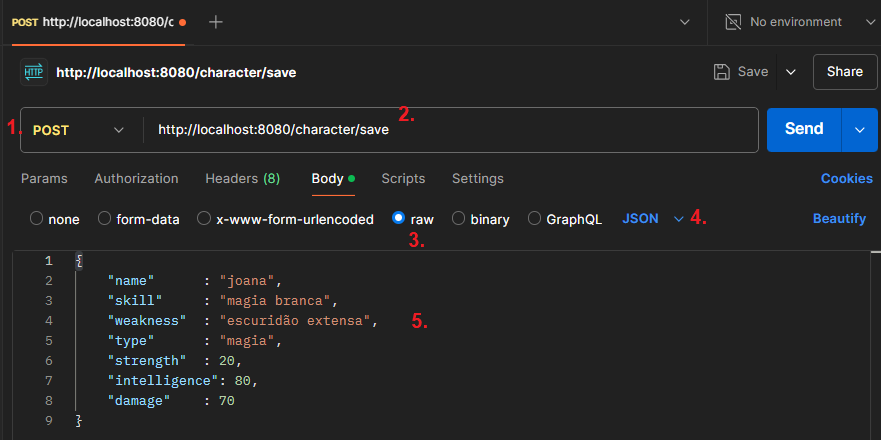 POST http://localhost:8080/c
No environment
HTTP http://localhost:8080/character/save Save Share
1. POST http://localhost:8080/character/save 2. Send
Params Authorization Headers (8) Body Scripts Settings Cookies
none form-data x-www-form-urlencoded raw binary GraphQL JSON 4. Beautify
3.
1 {
2 "name" : "joana",
3 "skill" : "magia branca",
4 "weakness" : "escuridão extensa", 5.
5 "type" : "magia",
6 "strength" : 20,
7 "intelligence": 80,
8 "damage" : 70
9 }